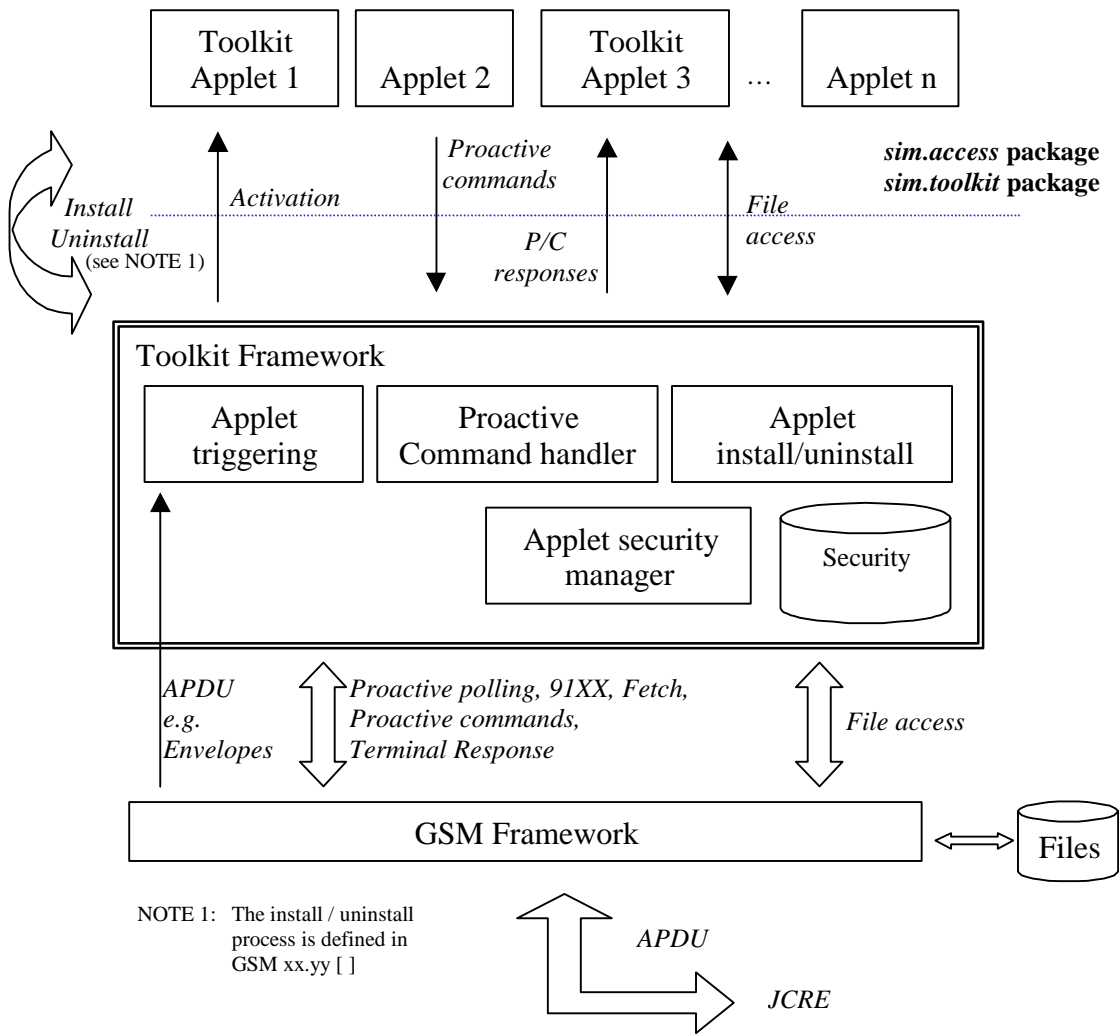 Toolkit
Applet 1
Applet 2
Toolkit
Applet 3
...
Applet n
sim.access package
sim.toolkit package
Install
Uninstall
(see NOTE 1)
Activation
Proactive
commands
P/C
responses
File
access
Toolkit Framework
Applet
triggering
Proactive
Command handler
Applet
install/uninstall
Applet security
manager
Security
APDU
e.g.
Envelopes
Proactive polling, 91XX, Fetch,
Proactive commands,
Terminal Response
File access
GSM Framework
Files
NOTE 1: The install / uninstall
process is defined in
GSM xx.yy [ ]
APDU
JCRE